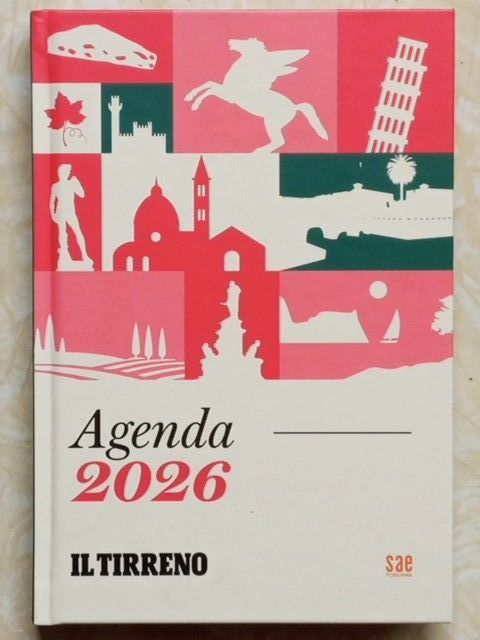 Agenda
2026
IL TIRRENO
sae
TOSCANA